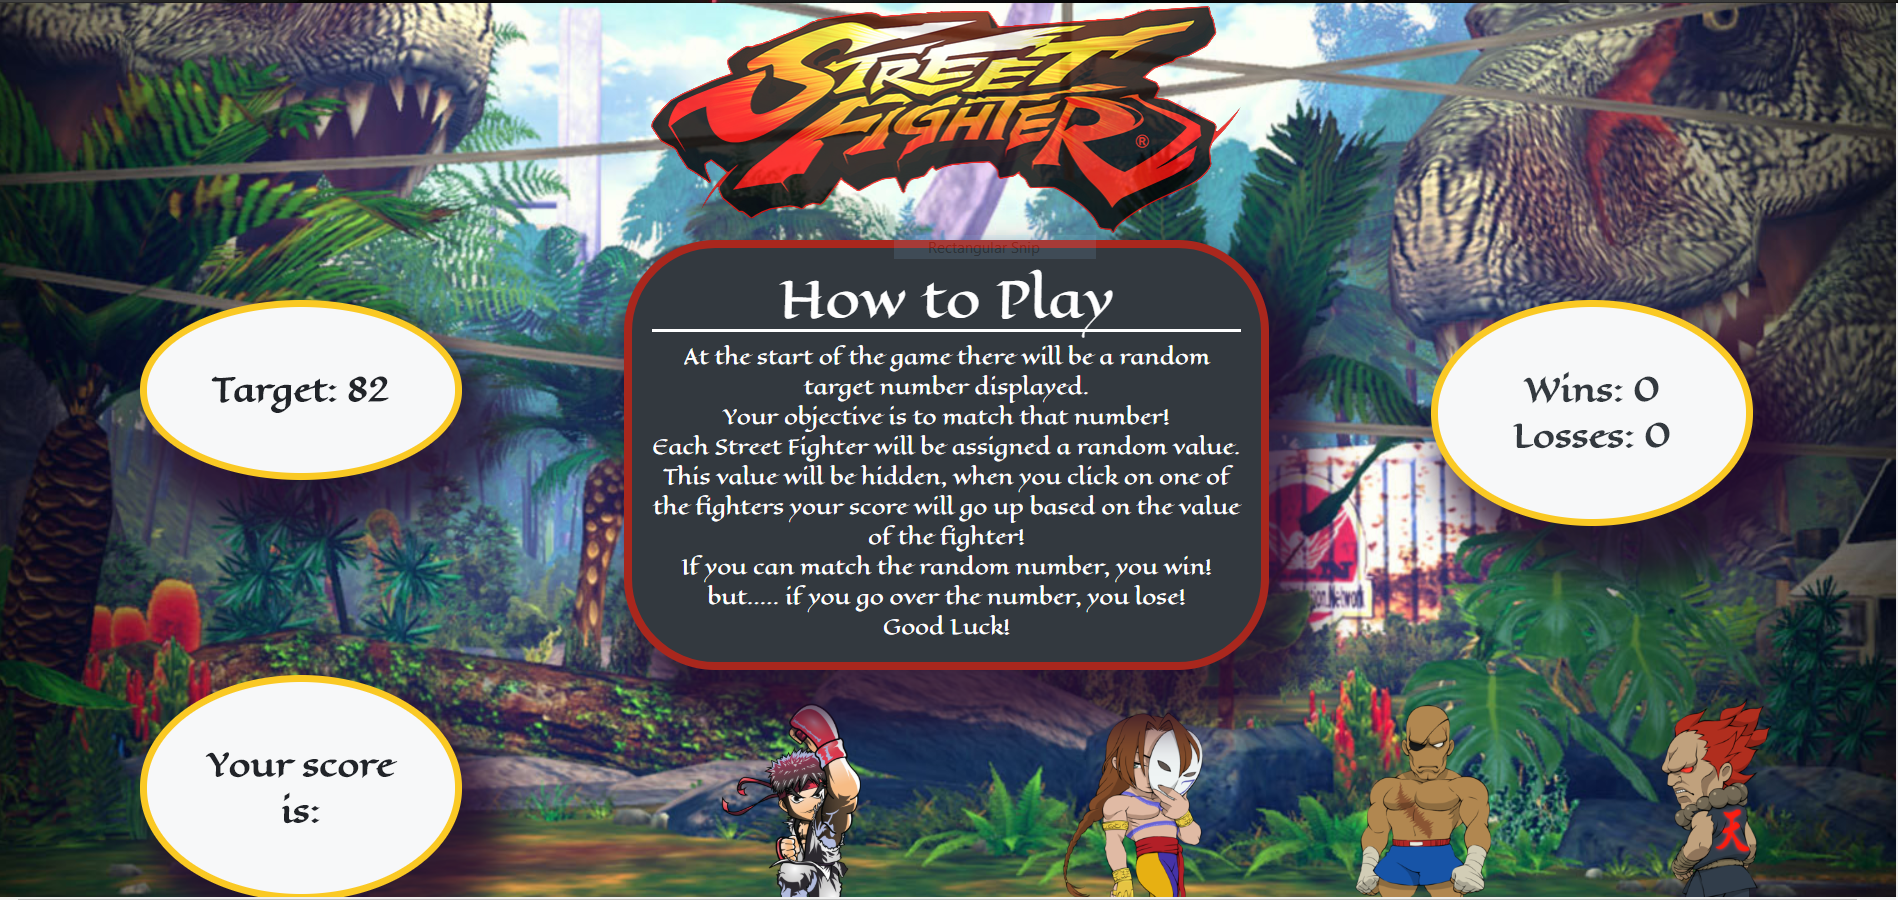 STREET
FIGHTER®
Rectangular Snip
How to Play
At the start of the game there will be a random
target number displayed.
Your objective is to match that number!
Each Street Fighter will be assigned a random value.
This value will be hidden, when you click on one of
the fighters your score will go up based on the value
of the fighter!
If you can match the random number, you win!
but..... if you go over the number, you lose!
Good Luck!
Target: 82
Wins: 0
Losses: 0
Your score
is:
Network
天